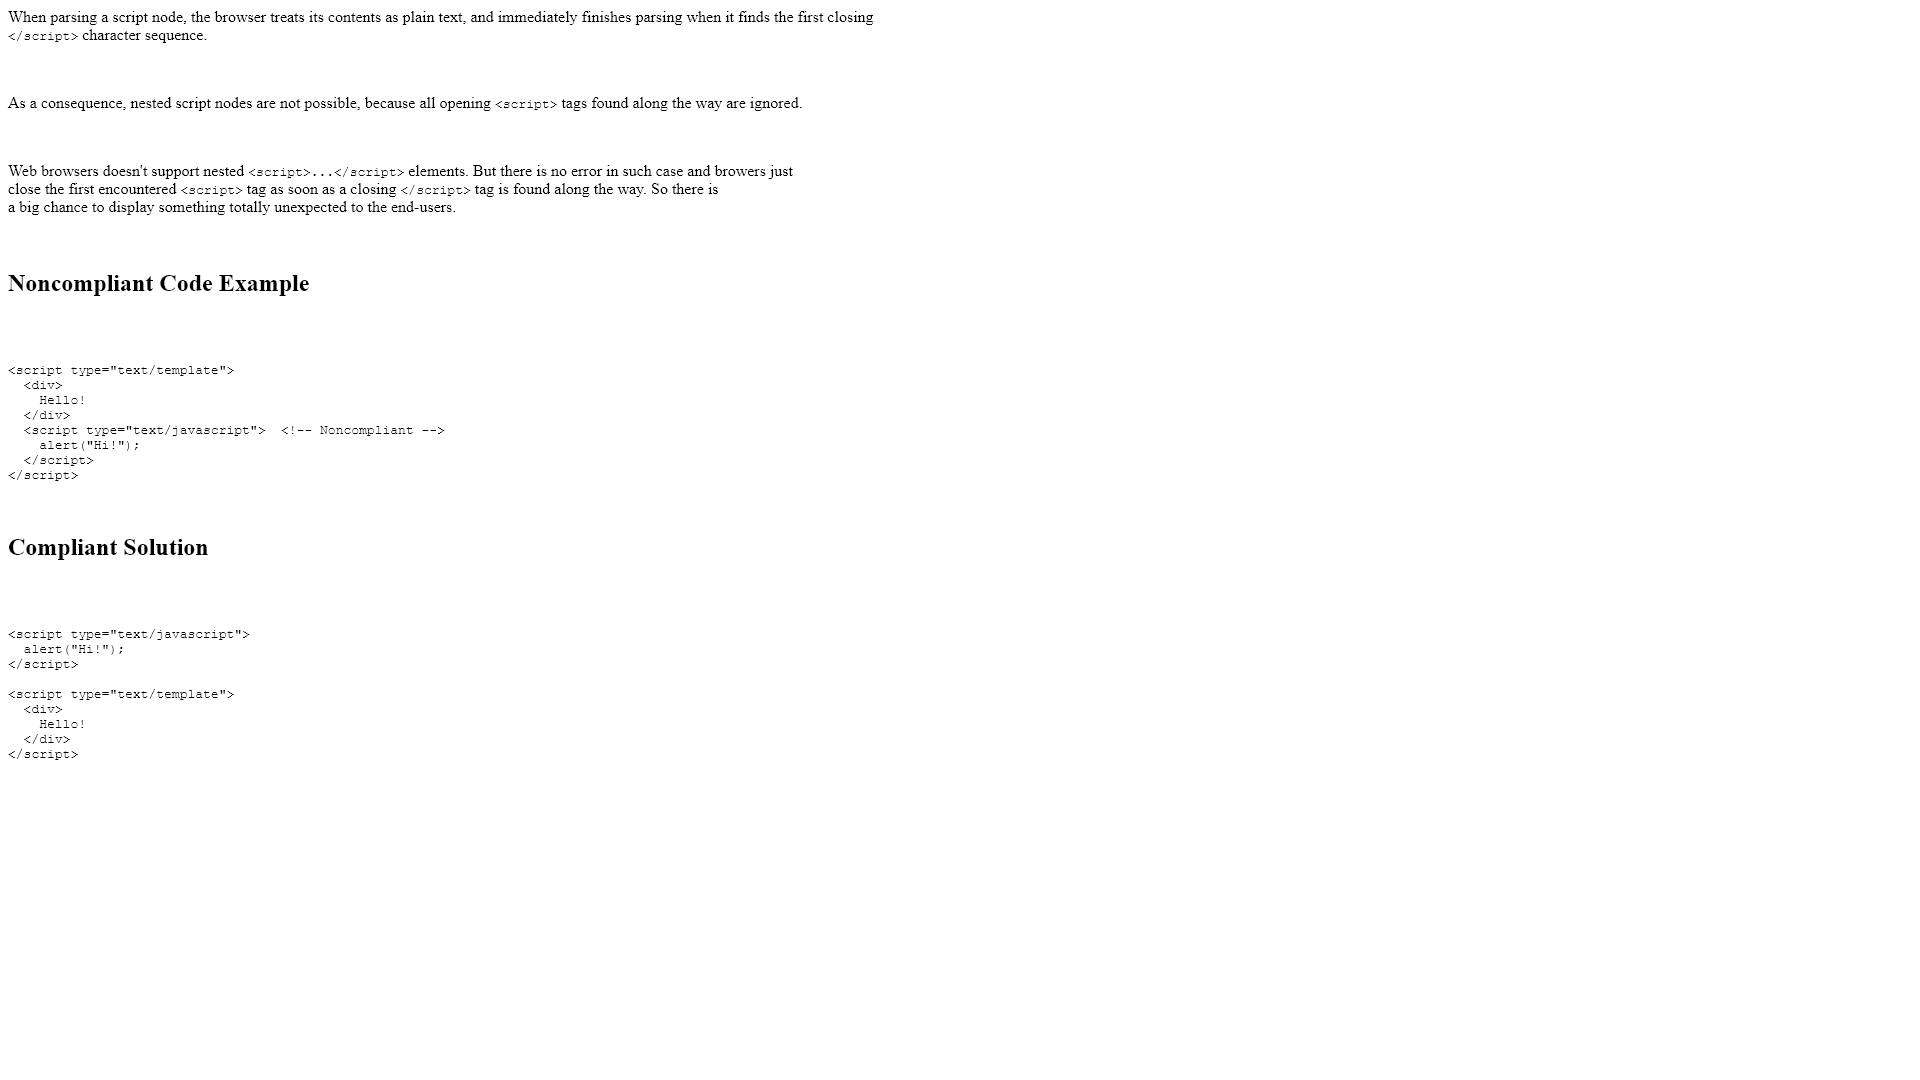 When parsing a script node, the browser treats its contents as plain text, and immediately finishes parsing when it finds the first closing
</script> character sequence.
As a consequence, nested script nodes are not possible, because all opening <script> tags found along the way are ignored.
Web browsers doesn't support nested <script>...</script> elements. But there is no error in such case and browers just
close the first encountered <script> tag as soon as a closing </script> tag is found along the way. So there is
a big chance to display something totally unexpected to the end-users.
Noncompliant Code Example
<script type="text/template">
  <div>
    Hello!
  </div>
  <script type="text/javascript">  <!-- Noncompliant -->
    alert("Hi!");
  </script>
</script>
Compliant Solution
<script type="text/javascript">
  alert("Hi!");
</script>
<script type="text/template">
  <div>
    Hello!
  </div>
</script>